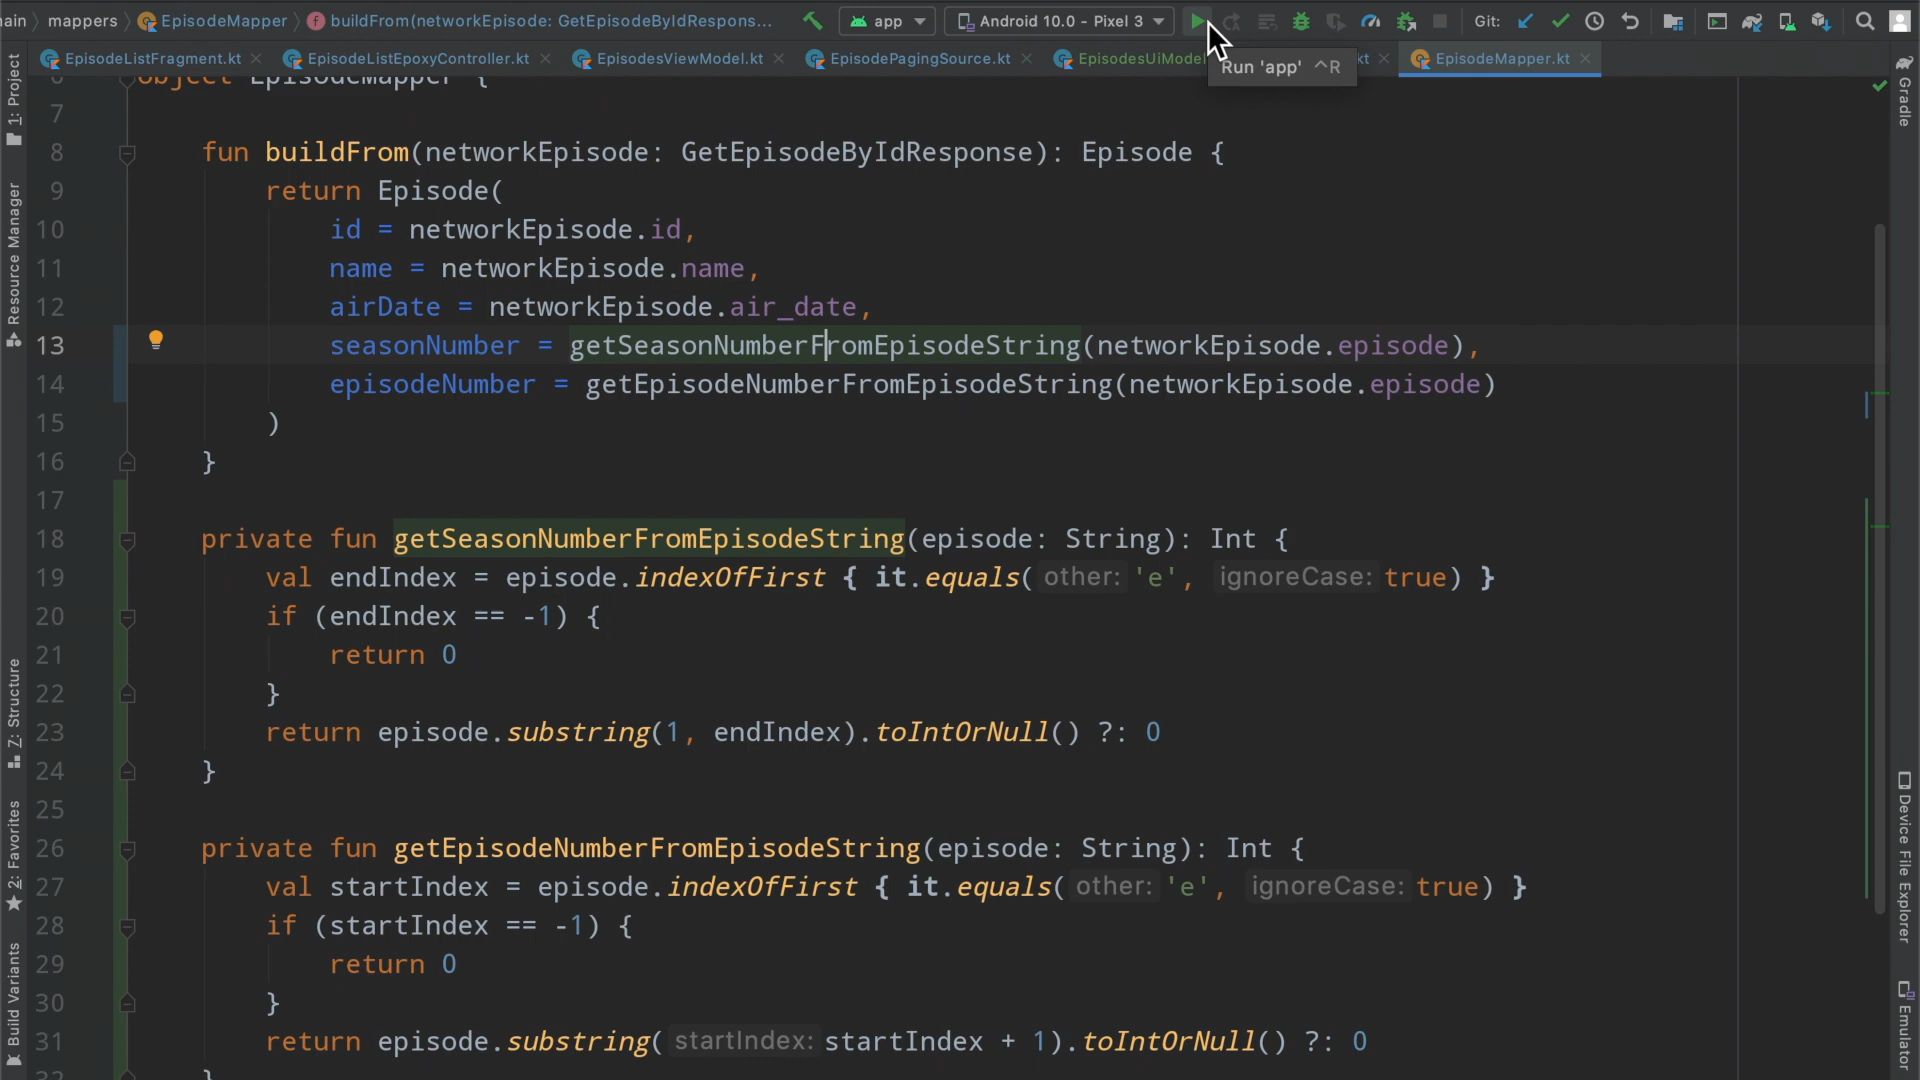 ain mappers EpisodeMapper buildFrom(networkEpisode: GetEpisodeByIdRespons... app Android 10.0 - Pixel 3 Git:
EpisodeListFragment.kt EpisodeListEpoxyController.kt EpisodesViewModel.kt EpisodePagingSource.kt EpisodesUiModel kt EpisodeMapper.kt
Run 'app' ^R
6 object EpisodeMapper {
7
8 fun buildFrom(networkEpisode: GetEpisodeByIdResponse): Episode {
9 return Episode(
10 id = networkEpisode.id,
11 name = networkEpisode.name,
12 airDate = networkEpisode.air_date,
13 seasonNumber = getSeasonNumberFromEpisodeString(networkEpisode.episode),
14 episodeNumber = getEpisodeNumberFromEpisodeString(networkEpisode.episode)
15 )
16 }
17
18 private fun getSeasonNumberFromEpisodeString(episode: String): Int {
19 val endIndex = episode.indexOfFirst { it.equals( other: 'e', ignoreCase: true) }
20 if (endIndex == -1) {
21 return 0
22 }
23 return episode.substring(1, endIndex).toIntOrNull() ?: 0
24 }
25
26 private fun getEpisodeNumberFromEpisodeString(episode: String): Int {
27 val startIndex = episode.indexOfFirst { it.equals( other: 'e', ignoreCase: true) }
28 if (startIndex == -1) {
29 return 0
30 }
31 return episode.substring( startIndex: startIndex + 1).toIntOrNull() ?: 0
32 }
1: Project
Resource Manager
Z: Structure
2: Favorites
Build Variants
Gradle
Device File Explorer
Emulator